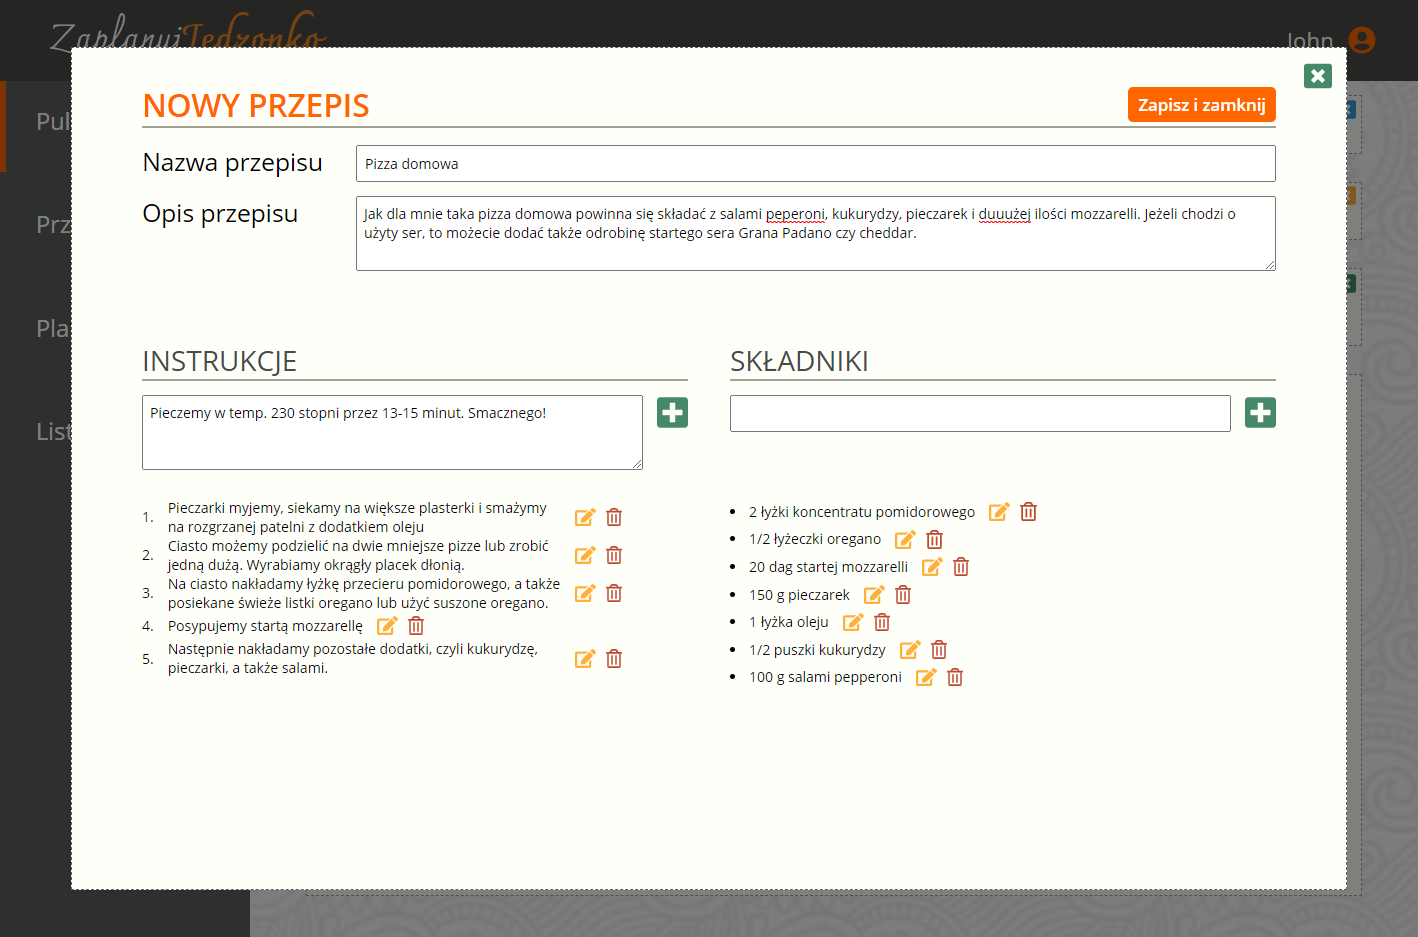 ZaplanujJedzonko
John
NOWY PRZEPIS
Zapisz i zamknij
Nazwa przepisu
Pizza domowa
Opis przepisu
Jak dla mnie taka pizza domowa powinna się składać z salami peperoni, kukurydzy, pieczarek i duuużej ilości mozzarelli. Jeżeli chodzi o
użyty ser, to możecie dodać także odrobinę startego sera Grana Padano czy cheddar.
Pul
Prz
Pla
List
INSTRUKCJE
Pieczemy w temp. 230 stopni przez 13-15 minut. Smacznego!
1. Pieczarki myjemy, siekamy na większe plasterki i smażymy
na rozgrzanej patelni z dodatkiem oleju
2. Ciasto możemy podzielić na dwie mniejsze pizze lub zrobić
jedną dużą. Wyrabiamy okrągły placek dłonią.
3. Na ciasto nakładamy łyżkę przecieru pomidorowego, a także
posiekane świeże listki oregano lub użyć suszone oregano.
4. Posypujemy startą mozzarellę
5. Następnie nakładamy pozostałe dodatki, czyli kukurydzę,
pieczarki, a także salami.
SKŁADNIKI
2 łyżki koncentratu pomidorowego
1/2 łyżeczki oregano
20 dag startej mozzarelli
150 g pieczarek
1 łyżka oleju
1/2 puszki kukurydzy
100 g salami pepperoni